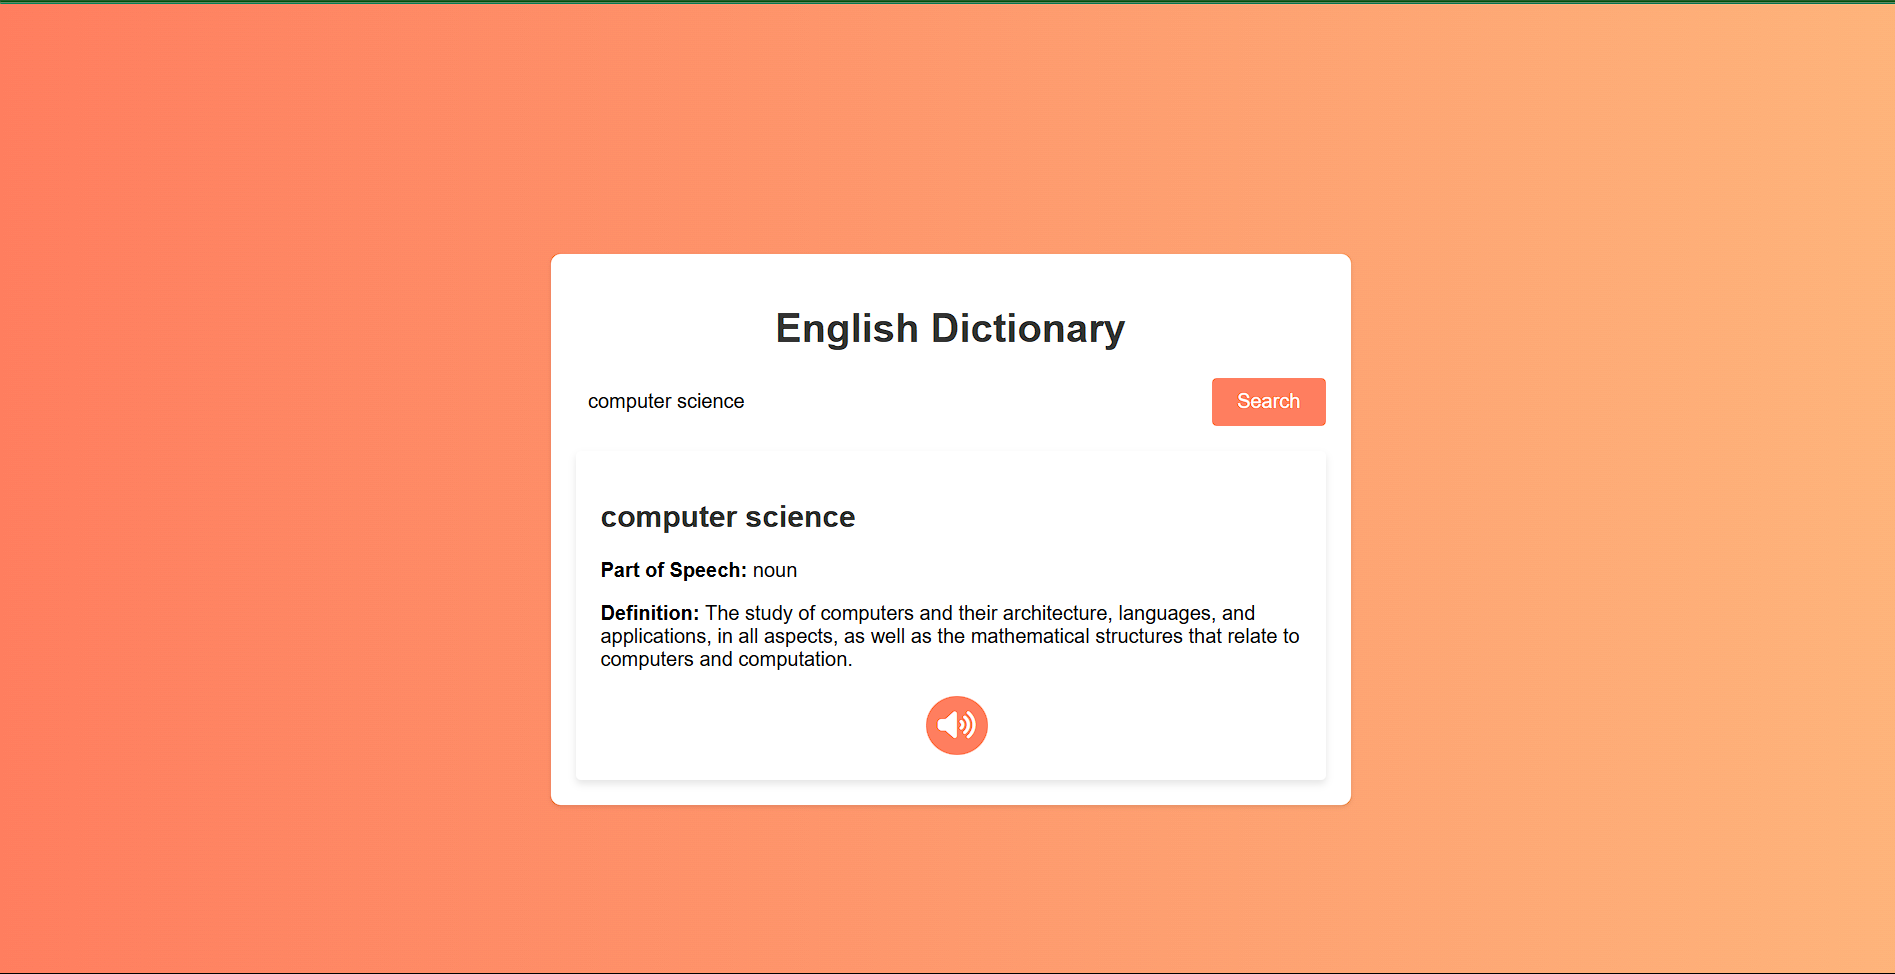 English Dictionary
computer science
Search
computer science
Part of Speech: noun
Definition: The study of computers and their architecture, languages, and
applications, in all aspects, as well as the mathematical structures that relate to
computers and computation.